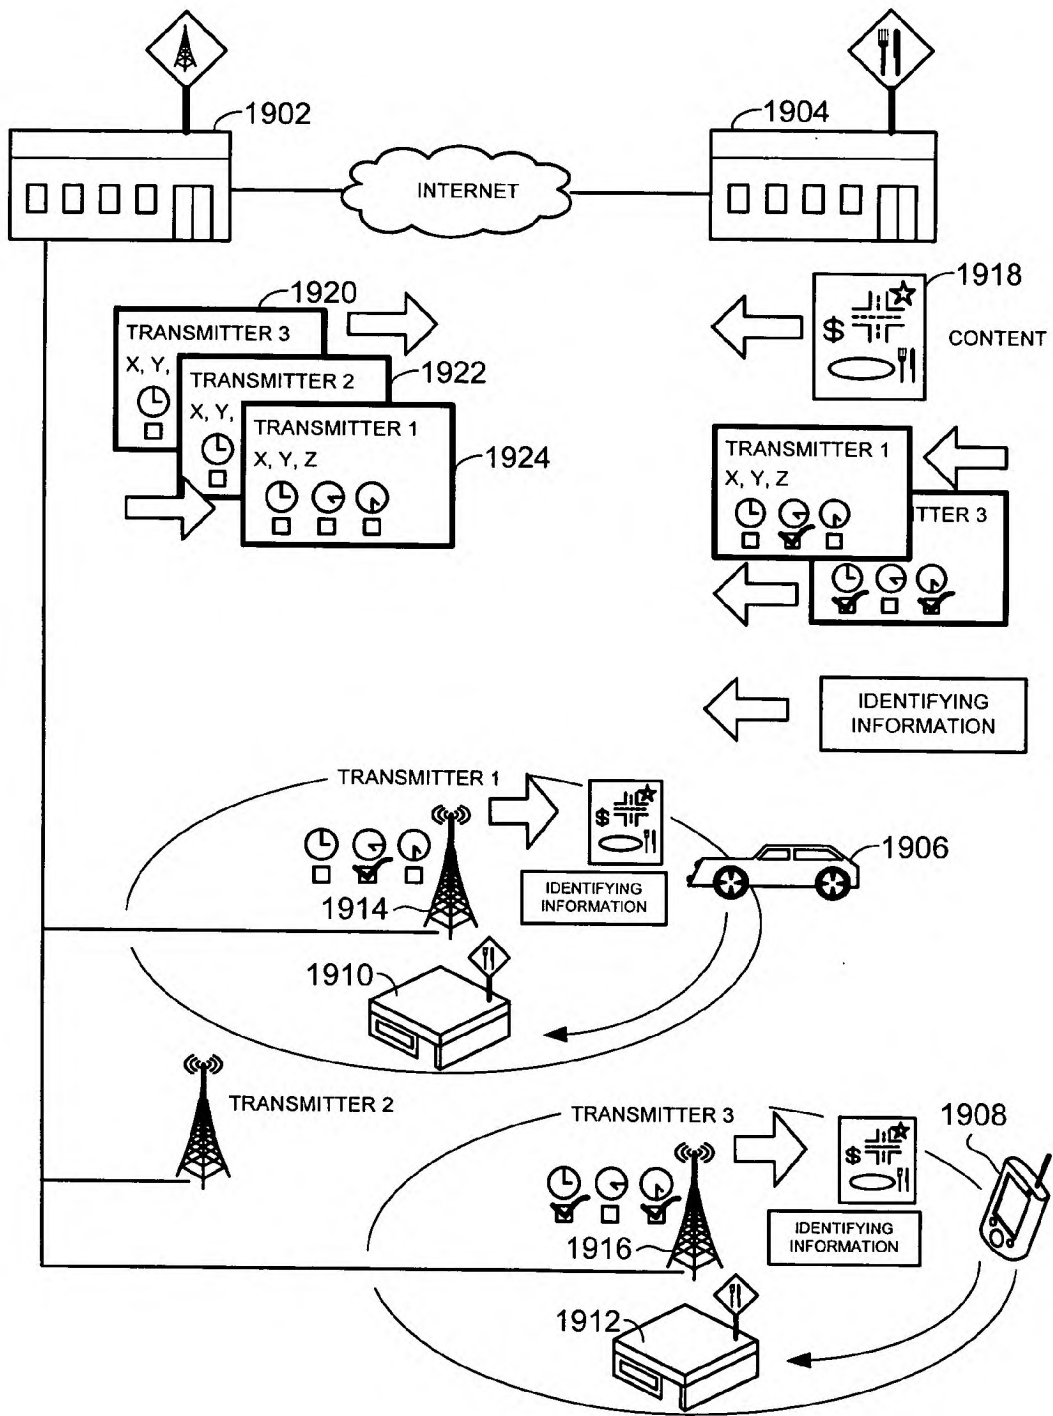 1902
1904
INTERNET
1918
CONTENT
1920
TRANSMITTER 3
X, Y,
1922
TRANSMITTER 2
X, Y,
1924
TRANSMITTER 1
X, Y, Z
TRANSMITTER 1
X, Y, Z
ITTER 3
$
IDENTIFYING
INFORMATION
TRANSMITTER 1
$
1906
1914
IDENTIFYING
INFORMATION
1910
TRANSMITTER 2
TRANSMITTER 3
$
1908
1916
IDENTIFYING
INFORMATION
1912